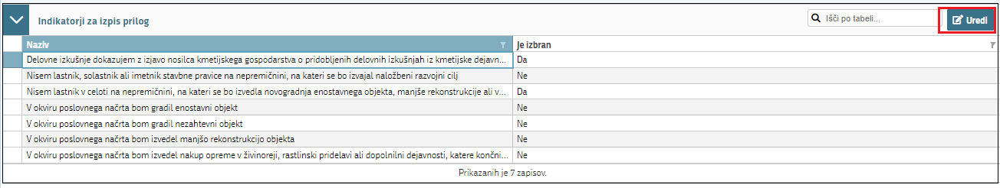 Indikatorji za izpis prilog
Išči po tabeli...
Uredi
Naziv Je izbran
Delovne izkušnje dokazujem z izjavo nosilca kmetijskega gospodarstva o pridobljenih delovnih izkušnjah iz kmetijske dejavn... Da
Nisem lastnik, solastnik ali imetnik stavbne pravice na nepremičnini, na kateri se bo izvajal naložbeni razvojni cilj Ne
Nisem lastnik v celoti na nepremičnini, na kateri se bo izvedla novogradnja enostavnega objekta, manjše rekonstrukcije ali v... Da
V okviru poslovnega načrta bom gradil enostavni objekt Ne
V okviru poslovnega načrta bom gradil nezahtevni objekt Ne
V okviru poslovnega načrta bom izvedel manjšo rekonstrukcijo objekta Ne
V okviru poslovnega načrta bom izvedel nakup opreme v živinoreji, rastlinski pridelavi ali dopolnilni dejavnosti, katere končni... Ne
Prikazanih je 7 zapisov.